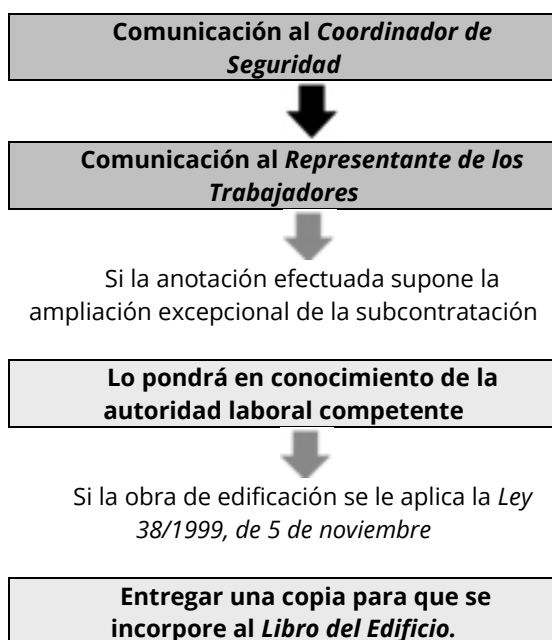 Comunicación al Coordinador de
Seguridad
Comunicación al Representante de los
Trabajadores
Si la anotación efectuada supone la
ampliación excepcional de la subcontratación
Lo pondrá en conocimiento de la
autoridad laboral competente
Si la obra de edificación se le aplica la Ley
38/1999, de 5 de noviembre
Entregar una copia para que se
incorpore al Libro del Edificio.